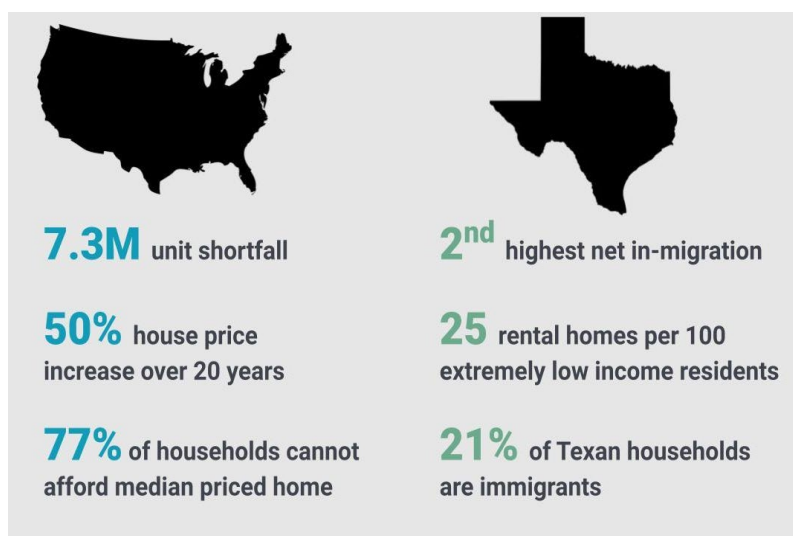 7.3M unit shortfall
50% house price
increase over 20 years
77% of households cannot
afford median priced home
2nd highest net in-migration
25 rental homes per 100
extremely low income residents
21% of Texan households
are immigrants